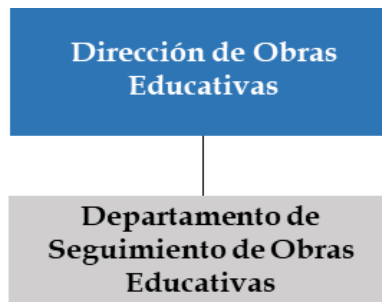 Dirección de Obras
Educativas
Departamento de
Seguimiento de Obras
Educativas